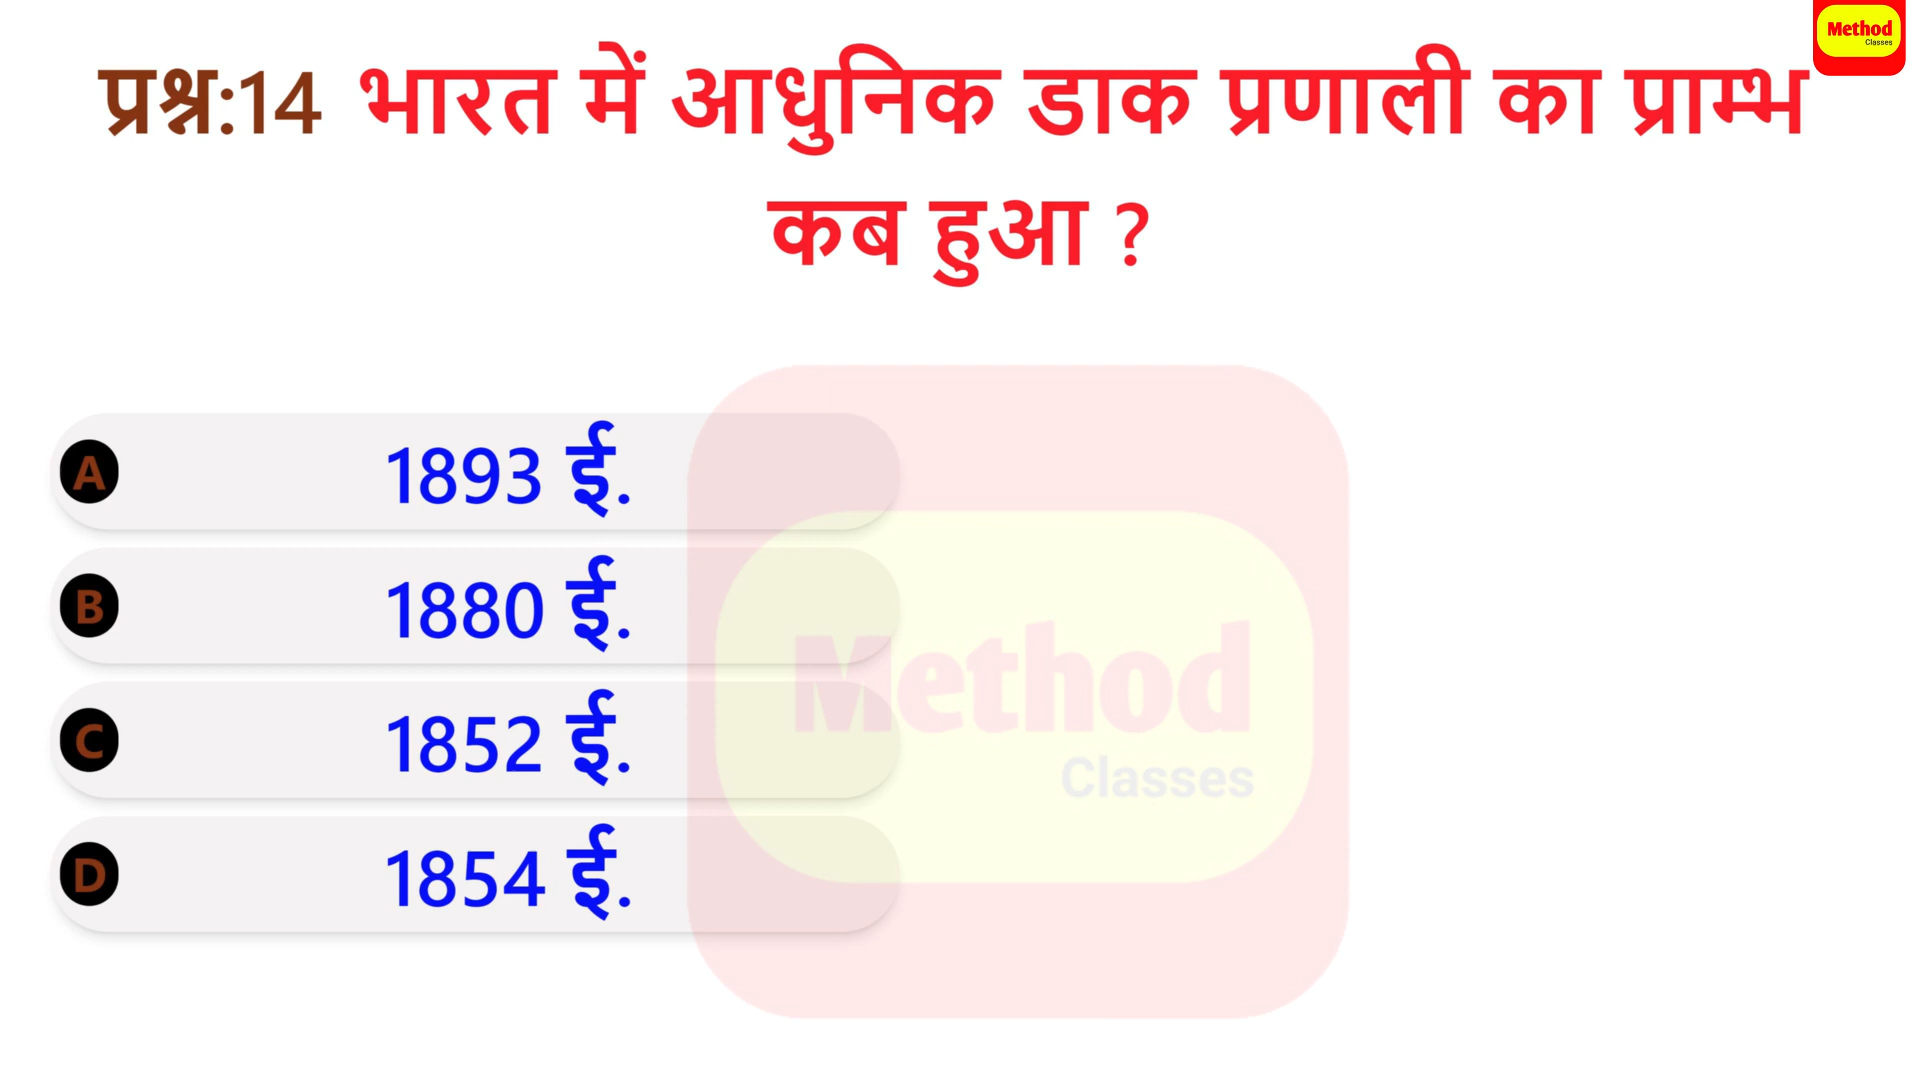 Method
Classes
प्रश्न:14 भारत में आधुनिक डाक प्रणाली का प्राम्भ
कब हुआ ?
A 1893 ई.
B 1880 ई.
C 1852 ई.
D 1854 ई.
Method
Classes